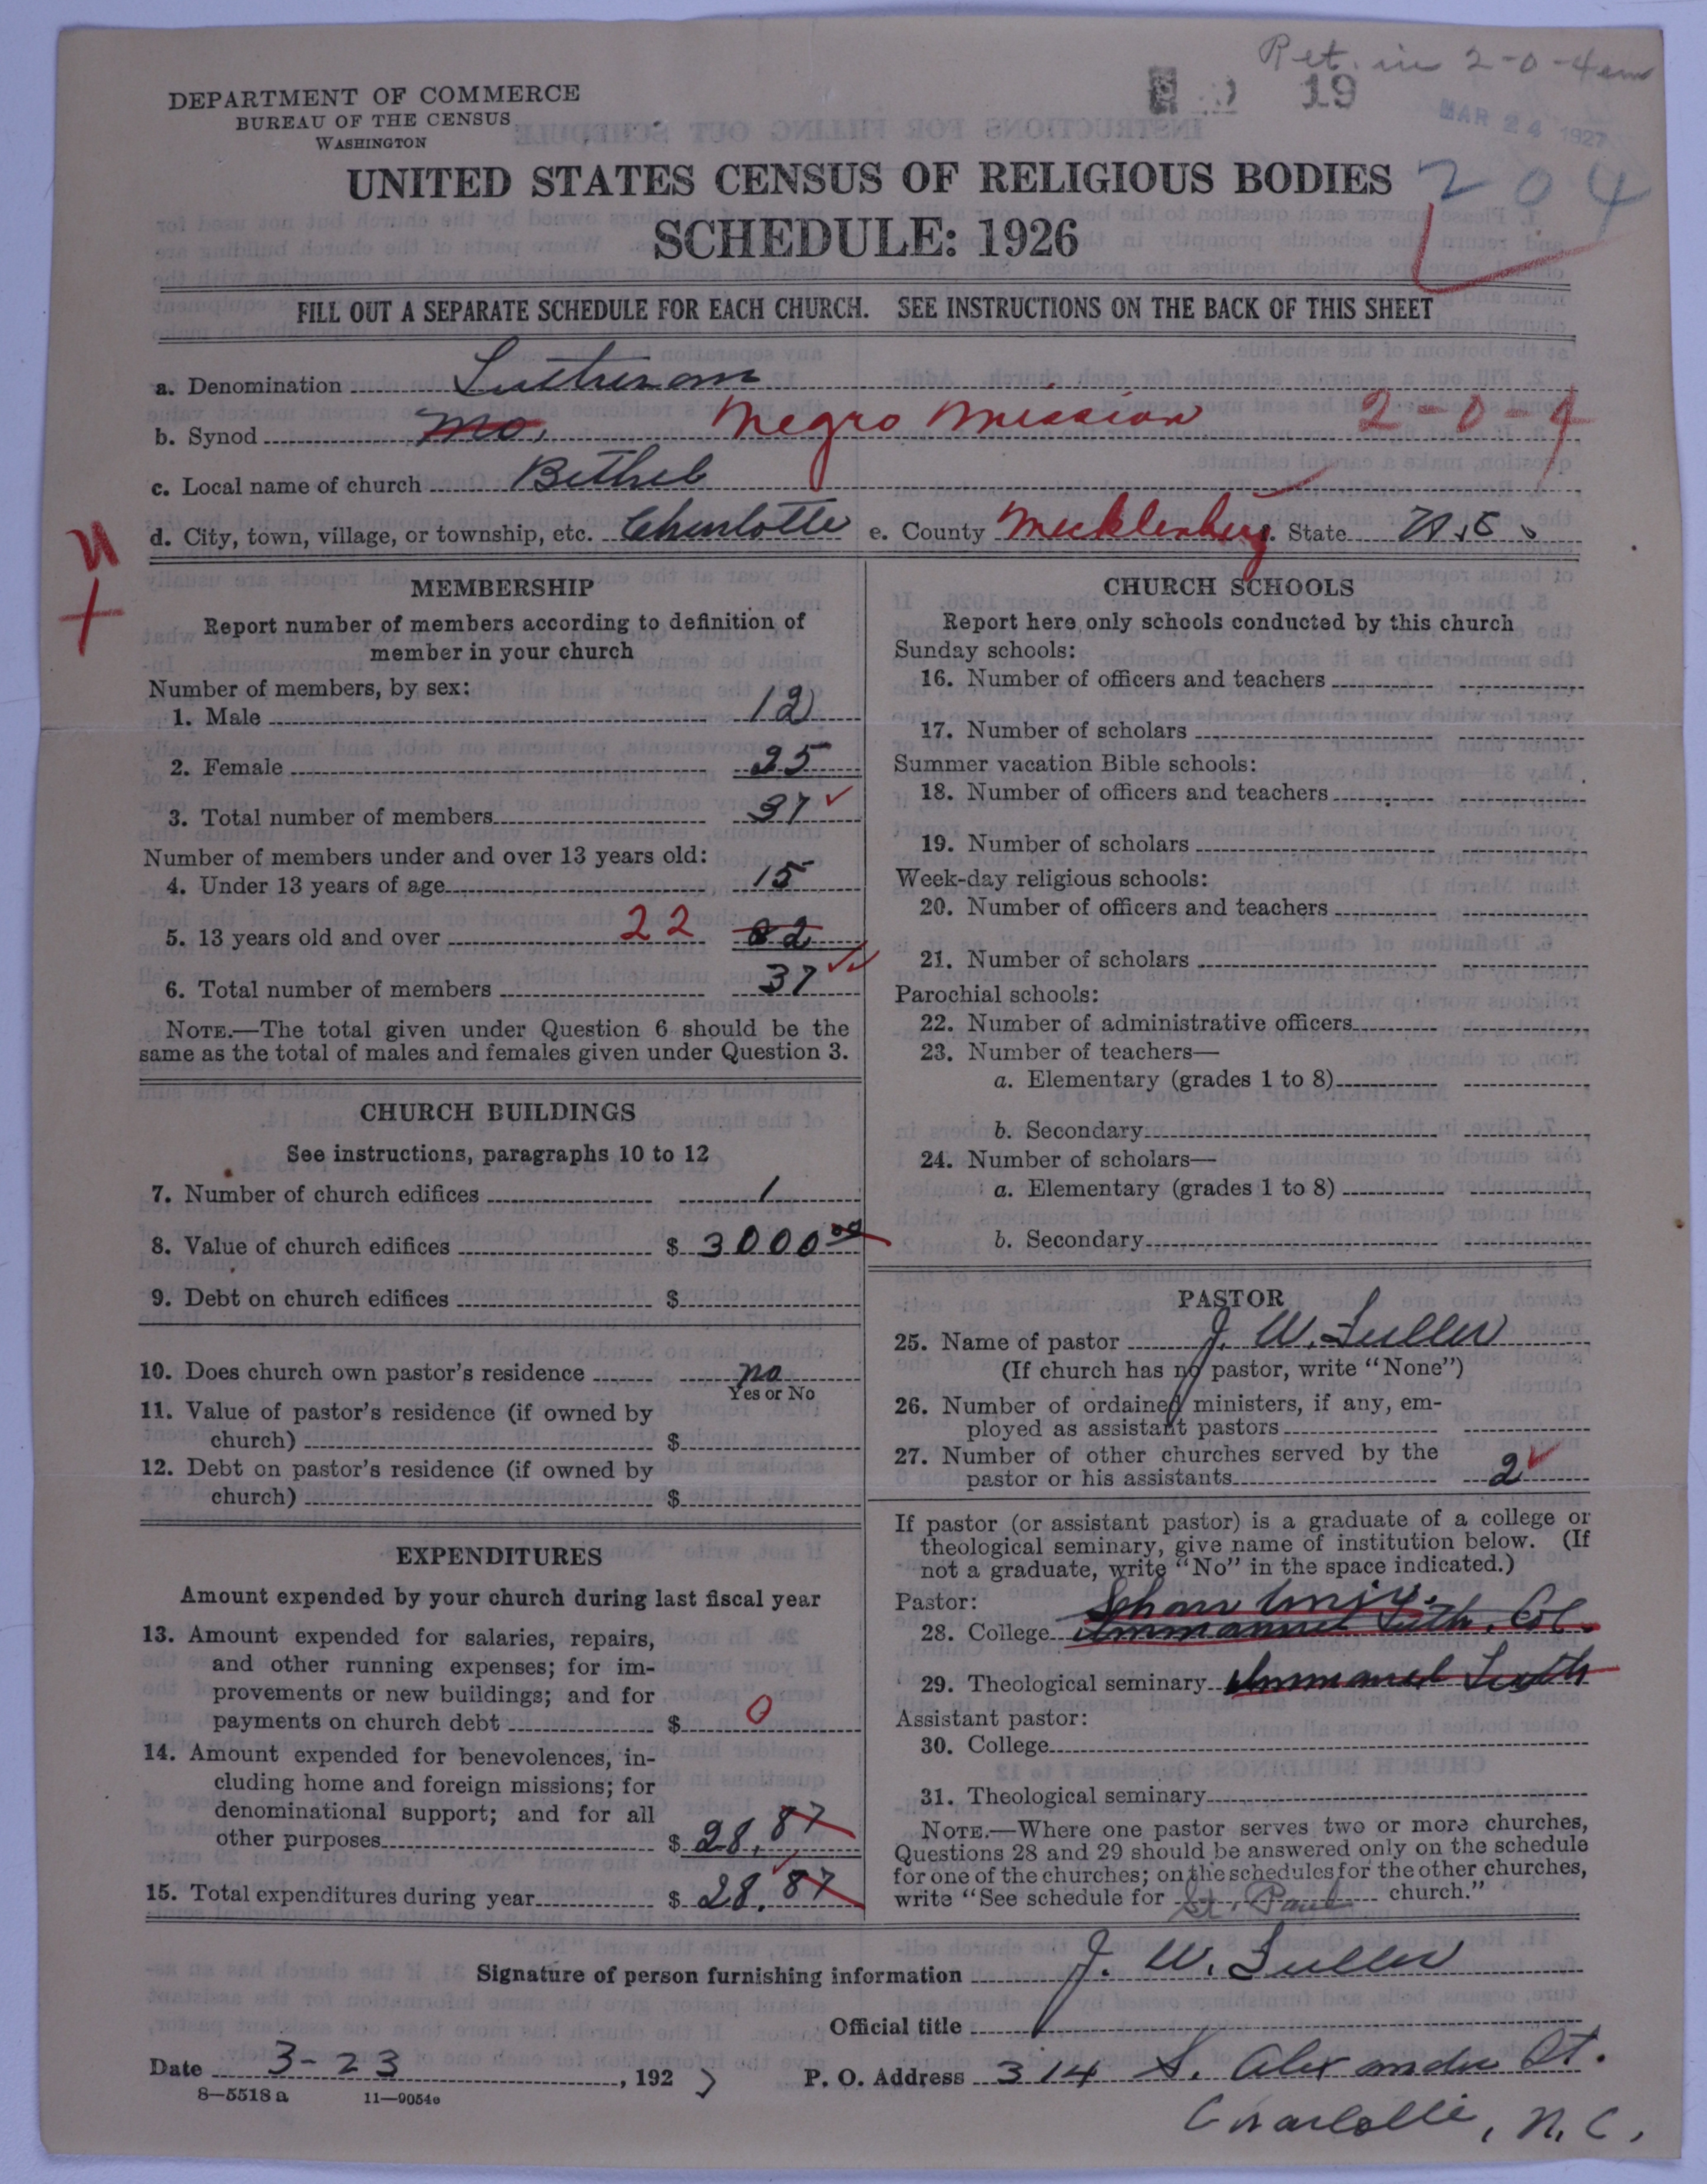 Ret. in 2-0-4
19
MAR 24 1927
204
DEPARTMENT OF COMMERCE
BUREAU OF THE CENSUS
WASHINGTON
UNITED STATES CENSUS OF RELIGIOUS BODIES
SCHEDULE: 1926
FILL OUT A SEPARATE SCHEDULE FOR EACH CHURCH. SEE INSTRUCTIONS ON THE BACK OF THIS SHEET
a. Denomination Lutheran
b. Synod Mo. Negro Mission 2-0-4
c. Local name of church Bethel
d. City, town, village, or township, etc. Charlotte e. County Mecklenburg f. State N.C.
MEMBERSHIP
Report number of members according to definition of
member in your church
Number of members, by sex:
1. Male 12
2. Female 25
3. Total number of members 37
Number of members under and over 13 years old:
4. Under 13 years of age 15
5. 13 years old and over 22
6. Total number of members 37
NOTE.—The total given under Question 6 should be the
same as the total of males and females given under Question 3.
CHURCH BUILDINGS
See instructions, paragraphs 10 to 12
7. Number of church edifices 1
8. Value of church edifices $ 3000 00
9. Debt on church edifices $
10. Does church own pastor's residence no
Yes or No
11. Value of pastor's residence (if owned by
church) $
12. Debt on pastor's residence (if owned by
church) $
EXPENDITURES
Amount expended by your church during last fiscal year
13. Amount expended for salaries, repairs,
and other running expenses; for im-
provements or new buildings; and for
payments on church debt $ 0
14. Amount expended for benevolences, in-
cluding home and foreign missions; for
denominational support; and for all
other purposes $ 28.87
15. Total expenditures during year $ 28.87
CHURCH SCHOOLS
Report here only schools conducted by this church
Sunday schools:
16. Number of officers and teachers
17. Number of scholars
Summer vacation Bible schools:
18. Number of officers and teachers
19. Number of scholars
Week-day religious schools:
20. Number of officers and teachers
21. Number of scholars
Parochial schools:
22. Number of administrative officers
23. Number of teachers—
a. Elementary (grades 1 to 8)
b. Secondary
24. Number of scholars—
a. Elementary (grades 1 to 8)
b. Secondary
PASTOR
25. Name of pastor J. W. Fuller
(If church has no pastor, write "None")
26. Number of ordained ministers, if any, em-
ployed as assistant pastors
27. Number of other churches served by the
pastor or his assistants 2
If pastor (or assistant pastor) is a graduate of a college or
theological seminary, give name of institution below. (If
not a graduate, write "No" in the space indicated.)
Pastor: Univ.
28. College Immanuel Luth. Col.
29. Theological seminary Immanuel Luth
Assistant pastor:
30. College
31. Theological seminary
NOTE.—Where one pastor serves two or more churches,
Questions 28 and 29 should be answered only on the schedule
for one of the churches; on the schedules for the other churches,
write "See schedule for St. Paul church."
Signature of person furnishing information J. W. Fuller
Official title
Date 3-23, 1927 P. O. Address 314 S. Alexander St.
8—5518 a 11—9054
Charlotte, N.C.